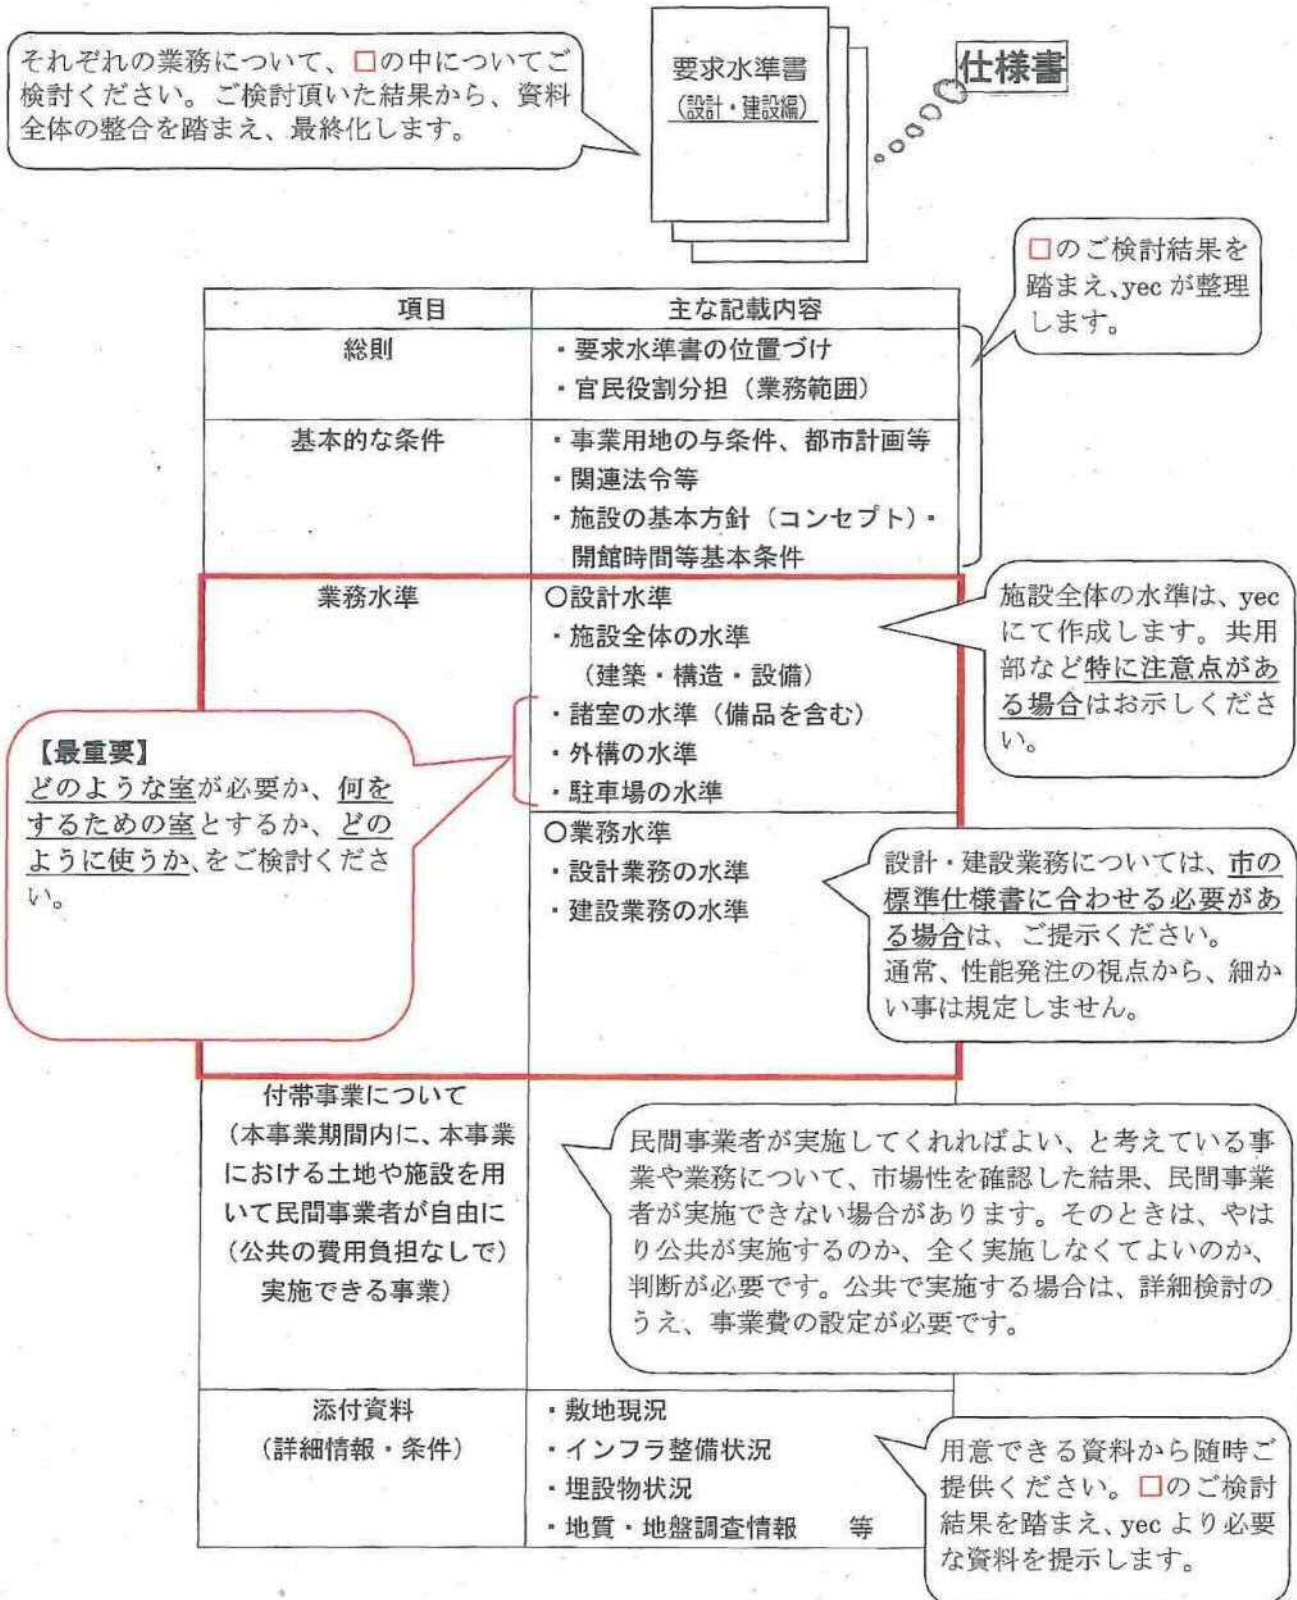 それぞれの業務について、□の中についてご
検討ください。ご検討頂いた結果から、資料
全体の整合を踏まえ、最終化します。
要求水準書
(設計・建設編)
仕様書
□のご検討結果を
踏まえ、yec が整理
します。
項目
主な記載内容
総則
・要求水準書の位置づけ
・官民役割分担（業務範囲）
基本的な条件
・事業用地の与条件、都市計画等
・関連法令等
・施設の基本方針（コンセプト）・
開館時間等基本条件
業務水準
○設計水準
・施設全体の水準
（建築・構造・設備）
・諸室の水準（備品を含む）
・外構の水準
・駐車場の水準
施設全体の水準は、yec
にて作成します。共用
部など特に注意点があ
る場合はお示しくださ
い。
【最重要】
どのような室が必要か、何を
するための室とするか、どの
ように使うか、をご検討くださ
い。
○業務水準
・設計業務の水準
・建設業務の水準
設計・建設業務については、市の
標準仕様書に合わせる必要があ
る場合は、ご提示ください。
通常、性能発注の視点から、細か
い事は規定しません。
付帯事業について
（本事業期間内に、本事業
における土地や施設を用
いて民間事業者が自由に
（公共の費用負担なしで）
実施できる事業）
民間事業者が実施してくれればよい、と考えている事
業や業務について、市場性を確認した結果、民間事業
者が実施できない場合があります。そのときは、やは
り公共が実施するのか、全く実施しなくてよいのか、
判断が必要です。公共で実施する場合は、詳細検討の
うえ、事業費の設定が必要です。
添付資料
（詳細情報・条件）
・敷地現況
・インフラ整備状況
・埋設物状況
・地質・地盤調査情報　等
用意できる資料から随時ご
提供ください。□のご検討
結果を踏まえ、yec より必要
な資料を提示します。